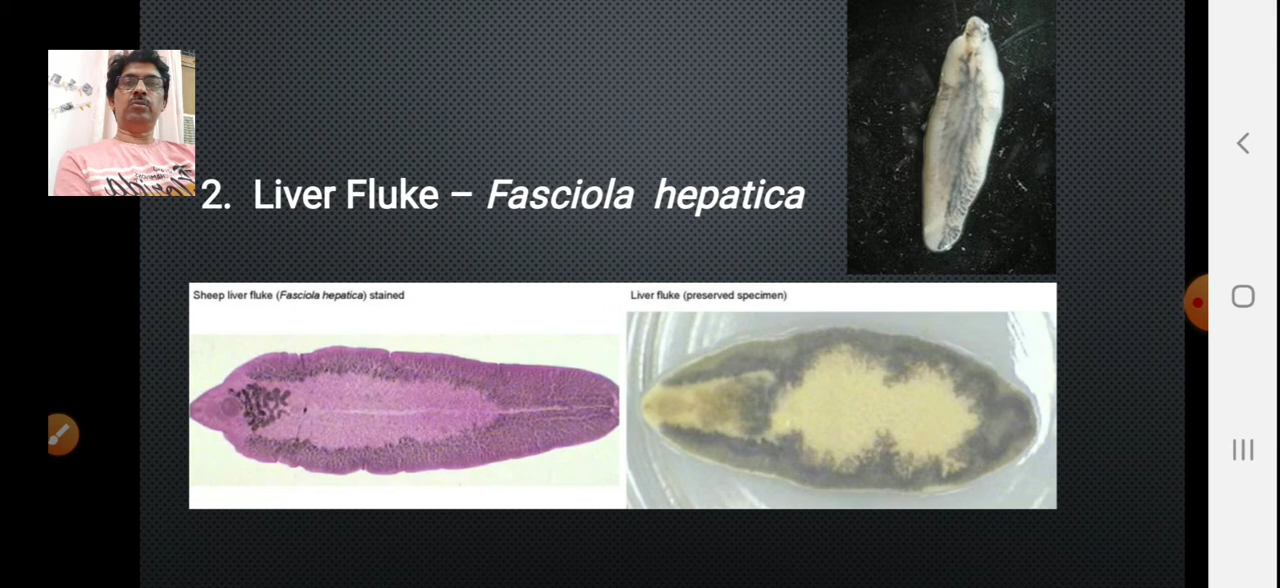 2. Liver Fluke – Fasciola hepatica
Sheep liver fluke (Fasciola hepatica) stained
Liver fluke (preserved specimen)